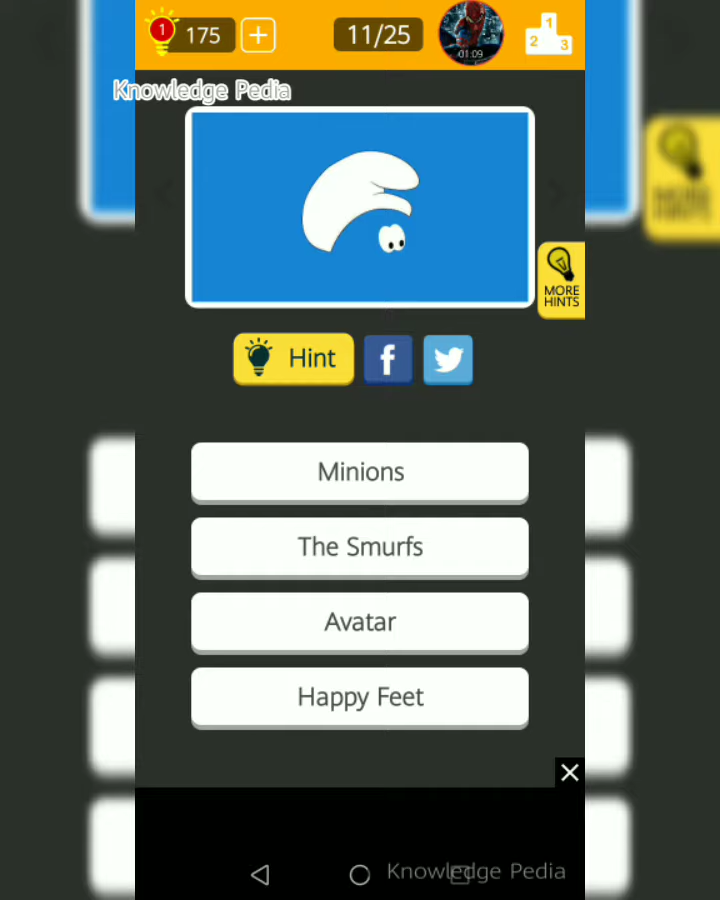 1
175
+
11/25
01:09
1
2
3
Knowledge Pedia
MORE
HINTS
Hint
f
Minions
The Smurfs
Avatar
Happy Feet
Knowledge Pedia